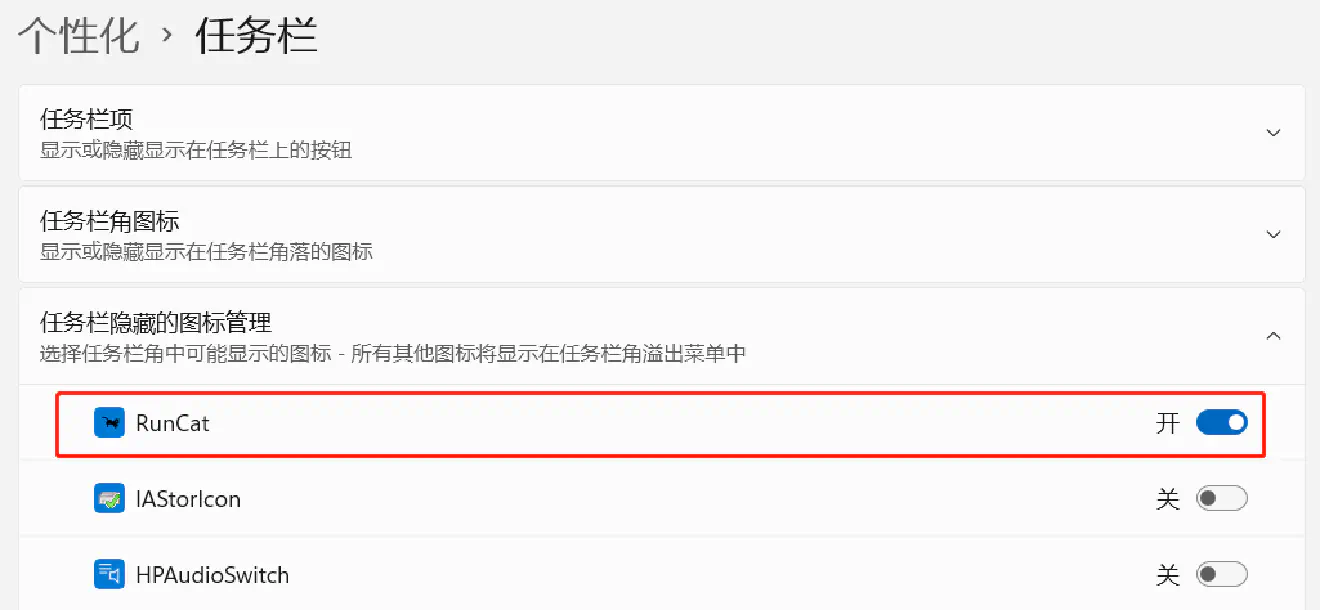 个性化 › 任务栏
任务栏项
显示或隐藏显示在任务栏上的按钮
任务栏角图标
显示或隐藏显示在任务栏角落的图标
任务栏隐藏的图标管理
选择任务栏角中可能显示的图标 - 所有其他图标将显示在任务栏角溢出菜单中
RunCat 开
IAStorIcon 关
HPAudioSwitch 关